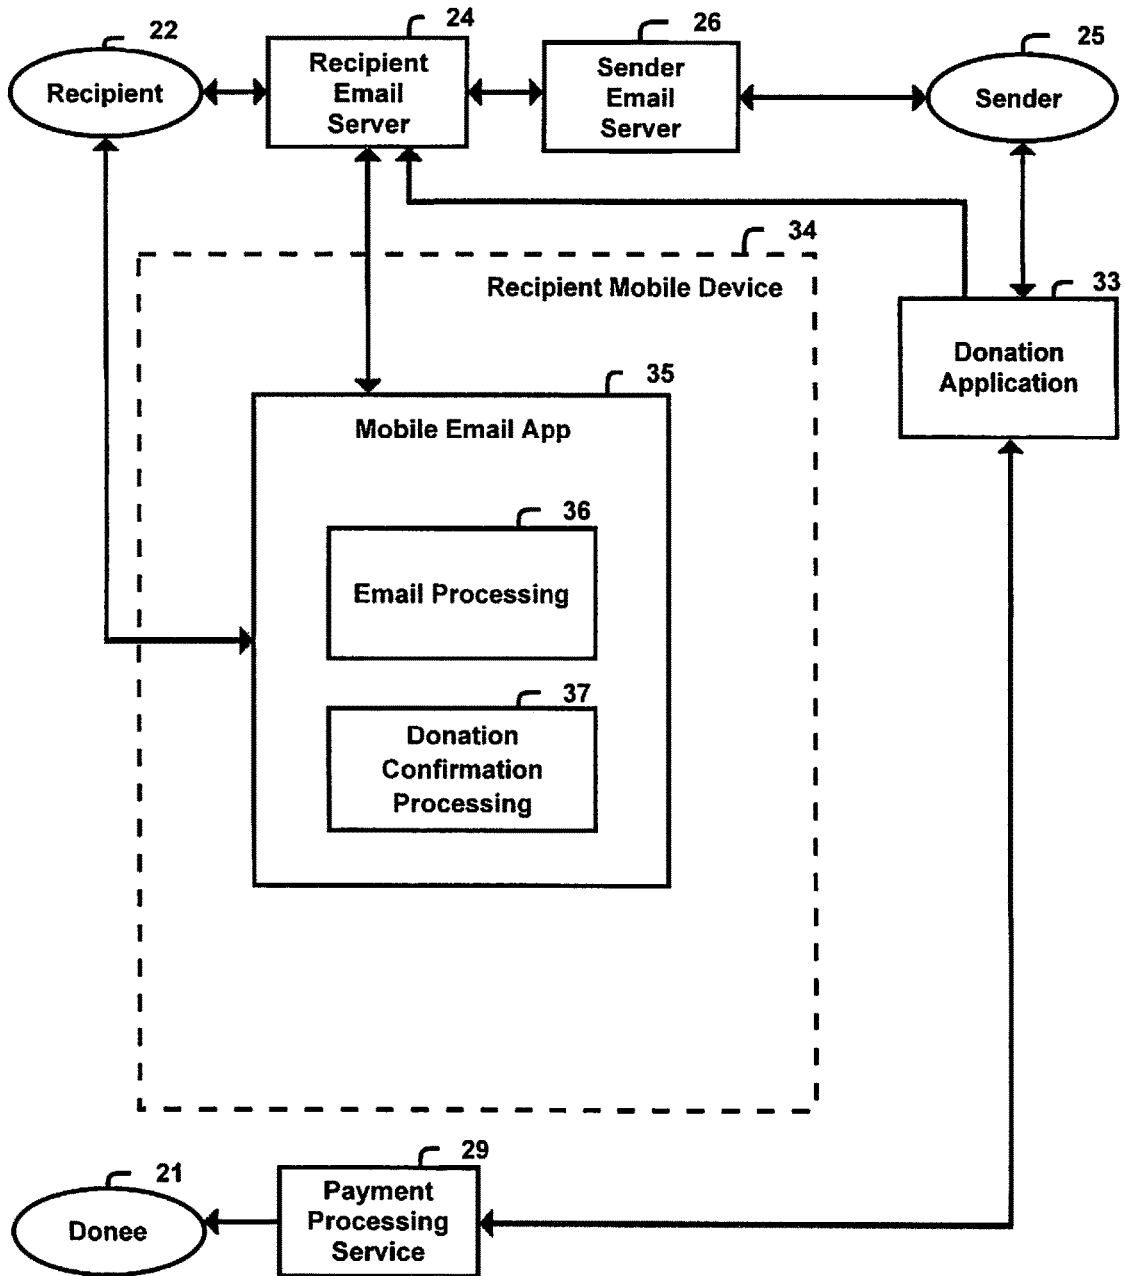 22
24
26
25
Recipient
Recipient
Email
Server
Sender
Email
Server
Sender
34
Recipient Mobile Device
33
Donation
Application
35
Mobile Email App
36
Email Processing
37
Donation
Confirmation
Processing
29
21
Donee
Payment
Processing
Service